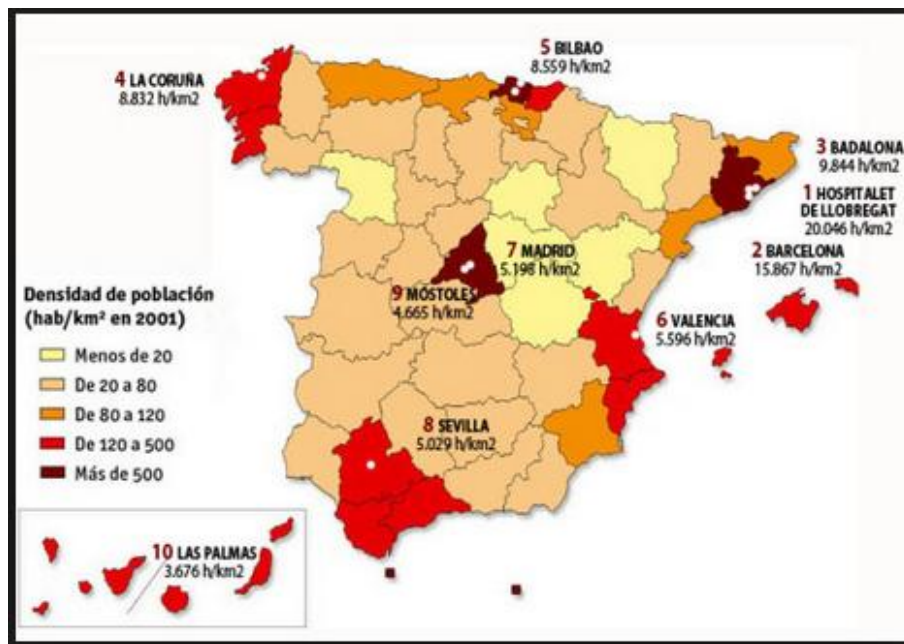 5 BILBAO
8.559 h/km2
4 LA CORUÑA
8.832 h/km2
3 BADALONA
9.844 h/km2
1 HOSPITALET
DE LLOBREGAT
20.046 h/km2
2 BARCELONA
15.867 h/km2
7 MADRID
5.198 h/km2
9 MÓSTOLES
4.665 h/km2
6 VALENCIA
5.596 h/km2
8 SEVILLA
5.029 h/km2
Densidad de población
(hab/km² en 2001)
Menos de 20
De 20 a 80
De 80 a 120
De 120 a 500
Más de 500
10 LAS PALMAS
3.676 h/km2